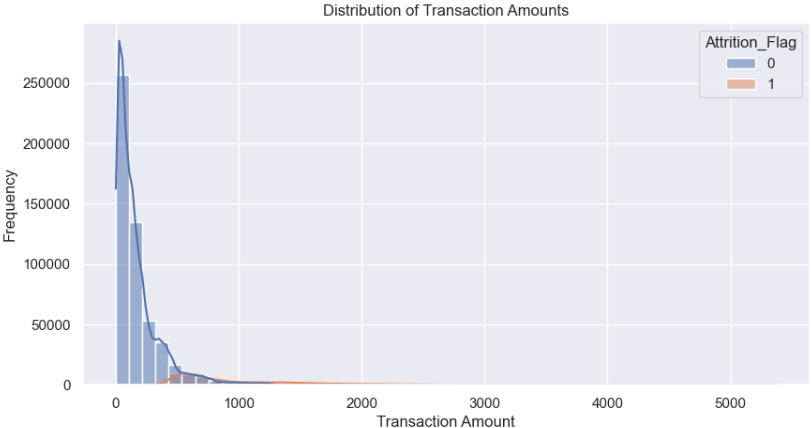 Distribution of Transaction Amounts
Attrition_Flag
0
1
Frequency
250000
200000
150000
100000
50000
0
0 1000 2000 3000 4000 5000
Transaction Amount